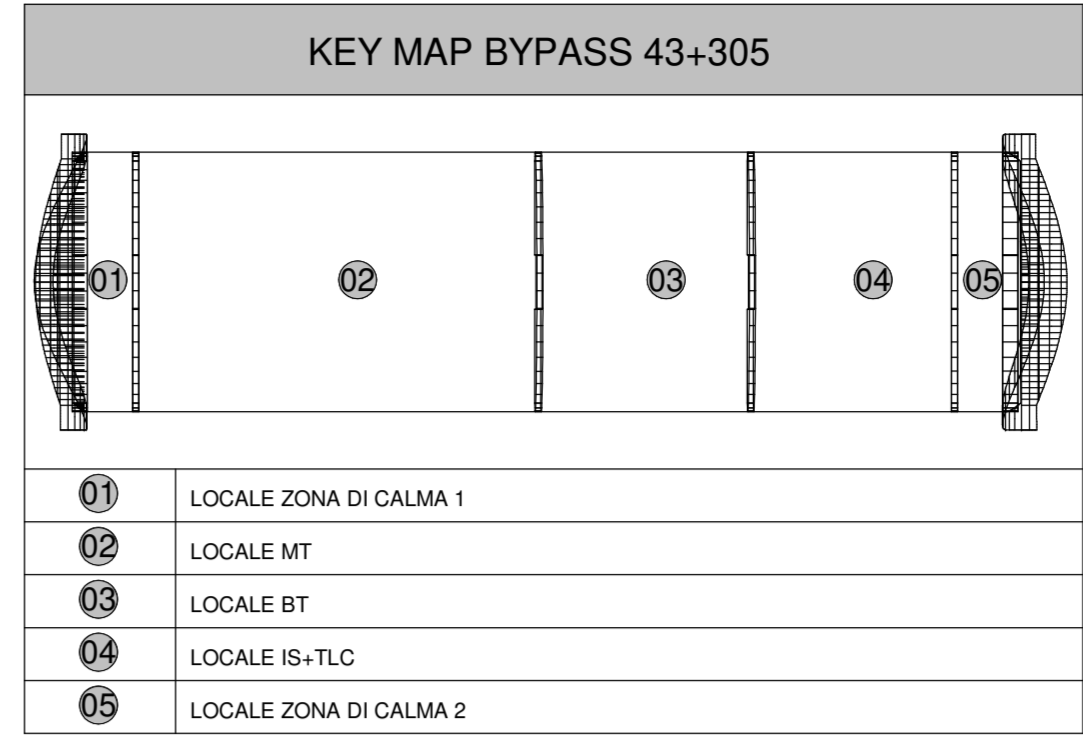 KEY MAP BYPASS 43+305
01 02 03 04 05
01 LOCALE ZONA DI CALMA 1
02 LOCALE MT
03 LOCALE BT
04 LOCALE IS+TLC
05 LOCALE ZONA DI CALMA 2